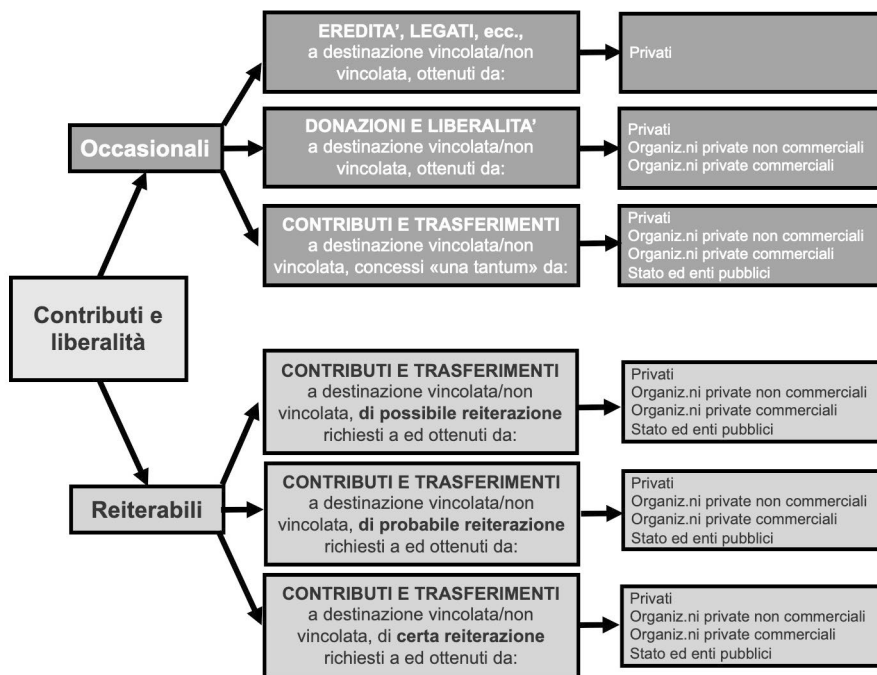 EREDITA’, LEGATI, ecc.,
a destinazione vincolata/non
vincolata, ottenuti da:
Privati
Occasionali
DONAZIONI E LIBERALITA’
a destinazione vincolata/non
vincolata, ottenuti da:
Privati
Organiz.ni private non commerciali
Organiz.ni private commerciali
CONTRIBUTI E TRASFERIMENTI
a destinazione vincolata/non
vincolata, concessi «una tantum» da:
Privati
Organiz.ni private non commerciali
Organiz.ni private commerciali
Stato ed enti pubblici
Contributi e
liberalità
CONTRIBUTI E TRASFERIMENTI
a destinazione vincolata/non
vincolata, di possibile reiterazione
richiesti a ed ottenuti da:
Privati
Organiz.ni private non commerciali
Organiz.ni private commerciali
Stato ed enti pubblici
Reiterabili
CONTRIBUTI E TRASFERIMENTI
a destinazione vincolata/non
vincolata, di probabile reiterazione
richiesti a ed ottenuti da:
Privati
Organiz.ni private non commerciali
Organiz.ni private commerciali
Stato ed enti pubblici
CONTRIBUTI E TRASFERIMENTI
a destinazione vincolata/non
vincolata, di certa reiterazione
richiesti a ed ottenuti da:
Privati
Organiz.ni private non commerciali
Organiz.ni private commerciali
Stato ed enti pubblici